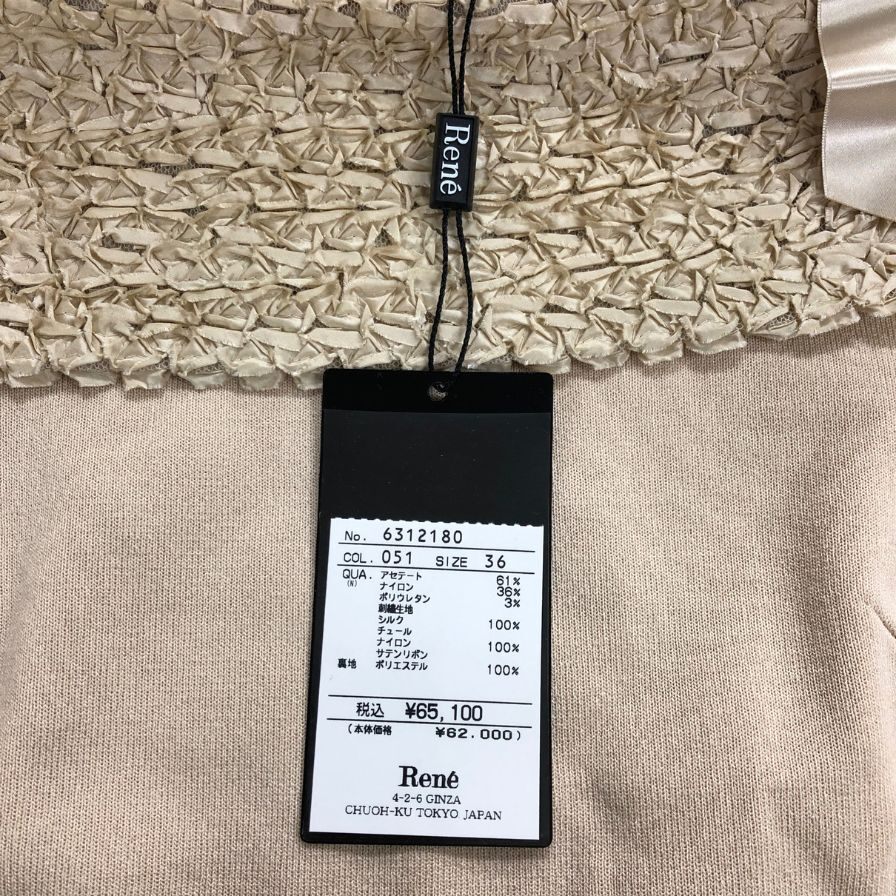 René
No. 6312180
COL. 051 SIZE 36
QUA. アセテート 61%
(N) ナイロン 36%
ポリウレタン 3%
刺繍生地
シルク 100%
チュール
ナイロン 100%
サテンリボン
裏地 ポリエステル 100%
税込 ¥65,100
(本体価格 ¥62.000)
René
4-2-6 GINZA
CHUOH-KU TOKYO. JAPAN